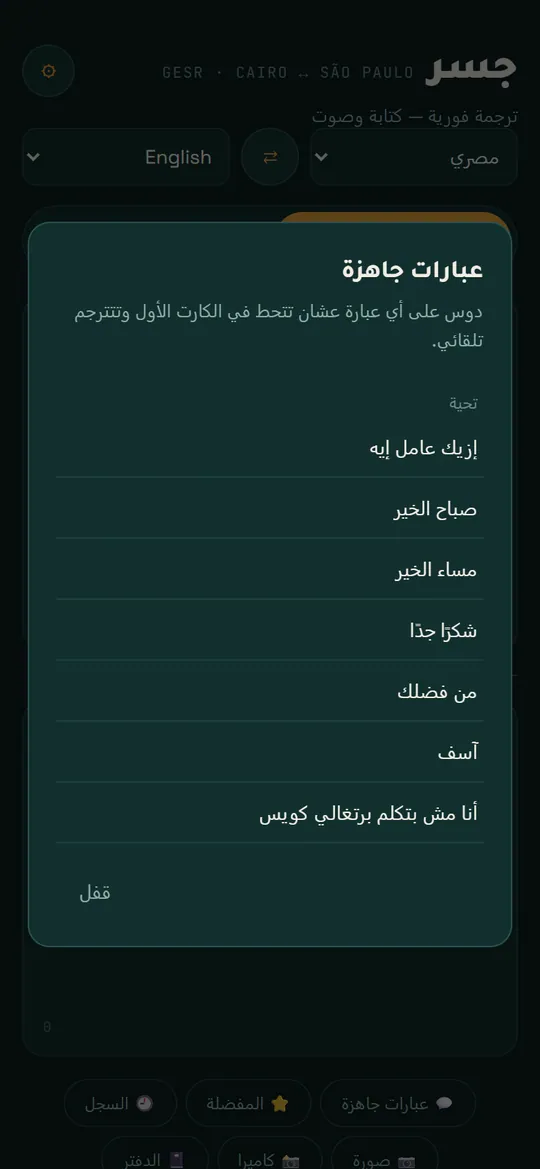 جسر GESR · CAIRO ↔ SÃO PAULO
ترجمة فورية — كتابة وصوت
مصري
English
عبارات جاهزة
دوس على أي عبارة عشان تتحط في الكارت الأول وتتترجم
تلقائي.
تحية
إزيك عامل إيه
صباح الخير
مساء الخير
شكرًا جدًا
من فضلك
آسف
أنا مش بتكلم برتغالي كويس
قفل
0
عبارات جاهزة
المفضلة
السجل
صورة
كاميرا
الدفتر